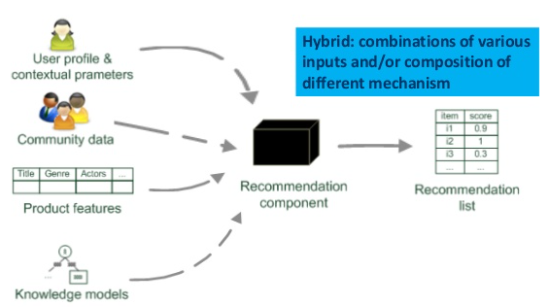 User profile &
contextual prameters
Hybrid: combinations of various
inputs and/or composition of
different mechanism
Community data
Title Genre Actors ...
Product features
Knowledge models
...
Recommendation
component
item score
i1 0.9
i2 1
i3 0.3
... ...
Recommendation
list